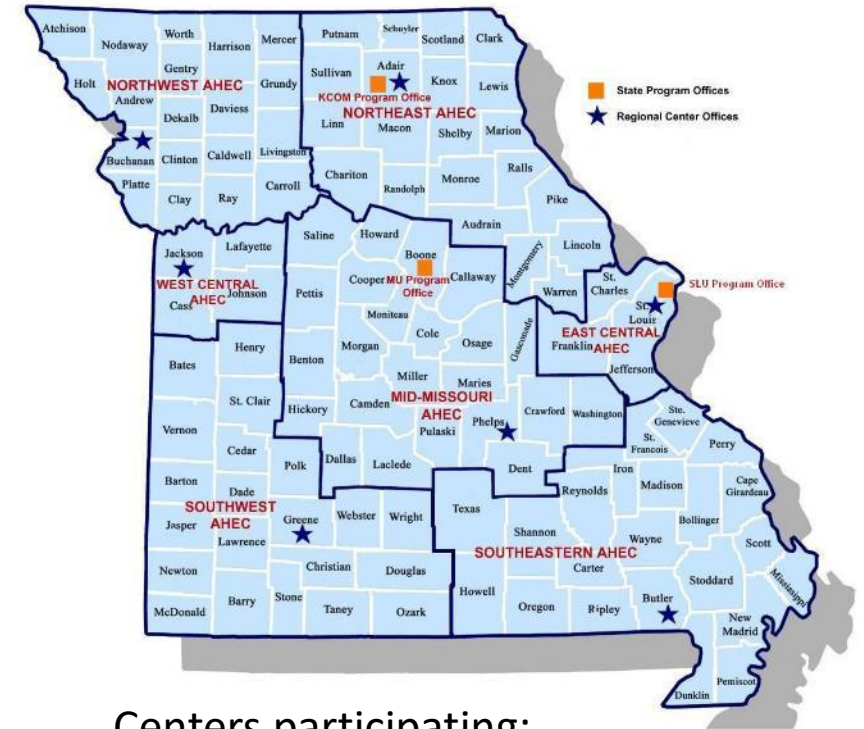 Atchison
Nodaway
Worth
Harrison
Mercer
Putnam
Schuyler
Scotland
Clark
Holt
Andrew
Gentry
NORTHWEST AHEC
Grundy
Sullivan
Adair
Knox
Lewis
KCOM Program Office
NORTHEAST AHEC
State Program Offices
Regional Center Offices
Dekalb
Daviess
Linn
Macon
Shelby
Marion
Buchanan
Clinton
Caldwell
Livingston
Chariton
Randolph
Monroe
Ralls
Platte
Clay
Ray
Carroll
Pike
Audrain
Jackson
Lafayette
Saline
Howard
Boone
Callaway
Montgomery
Lincoln
WEST CENTRAL
AHEC
Cass
Johnson
Pettis
Cooper
MU Program
Office
Warren
St.
Charles
SLU Program Office
St.
Louis
Moniteau
Cole
Osage
Gasconade
EAST CENTRAL
AHEC
Franklin
Jefferson
Bates
Henry
Benton
Morgan
Miller
Maries
MID-MISSOURI
AHEC
St. Clair
Hickory
Camden
Pulaski
Phelps
Crawford
Washington
Ste.
Genevieve
St.
Francois
Perry
Vernon
Cedar
Polk
Dallas
Laclede
Dent
Iron
Madison
Cape
Girardeau
Barton
Dade
SOUTHWEST
AHEC
Reynolds
Bollinger
Jasper
Lawrence
Greene
Webster
Wright
Texas
Shannon
Wayne
Scott
SOUTHEASTERN AHEC
Newton
Christian
Douglas
Carter
Stoddard
Mississippi
McDonald
Barry
Stone
Taney
Ozark
Howell
Oregon
Ripley
Butler
New
Madrid
Dunklin
Pemiscot
Centers participating: